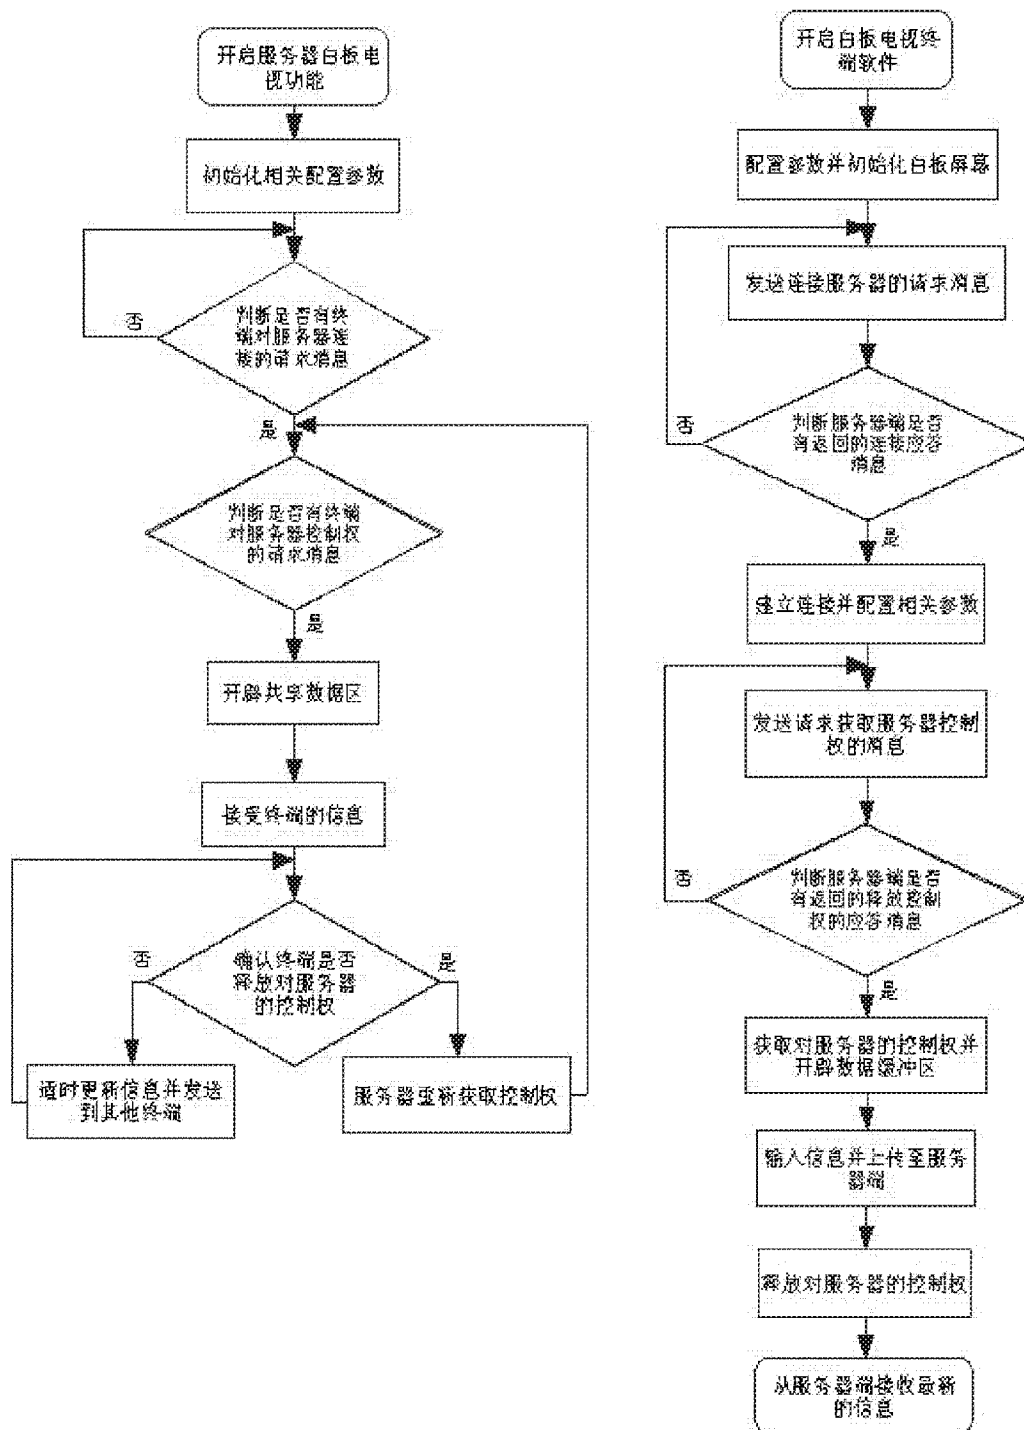 开启服务器白板电
视功能
初始化相关配置参数
否
判断是否有终
端对服务器连
接的请求消息
是
判断是否有终端
对服务器控制权
的请求消息
是
开辟共享数据区
接受终端的信息
否
确认终端是否
释放对服务器
的控制权
是
适时更新信息并发送
到其他终端
服务器重新获取控制权
开启白板电视终
端软件
配置参数并初始化白板屏幕
发送连接服务器的请求消息
否
判断服务器端是否
有返回的连接应答
消息
是
建立连接并配置相关参数
发送请求获取服务器控制
权的消息
否
判断服务器端是否
有返回的释放控制
权的应答消息
是
获取对服务器的控制权并
开辟数据缓冲区
输入信息并上传至服务
器端
释放对服务器的控制权
从服务器端接收最新
的信息